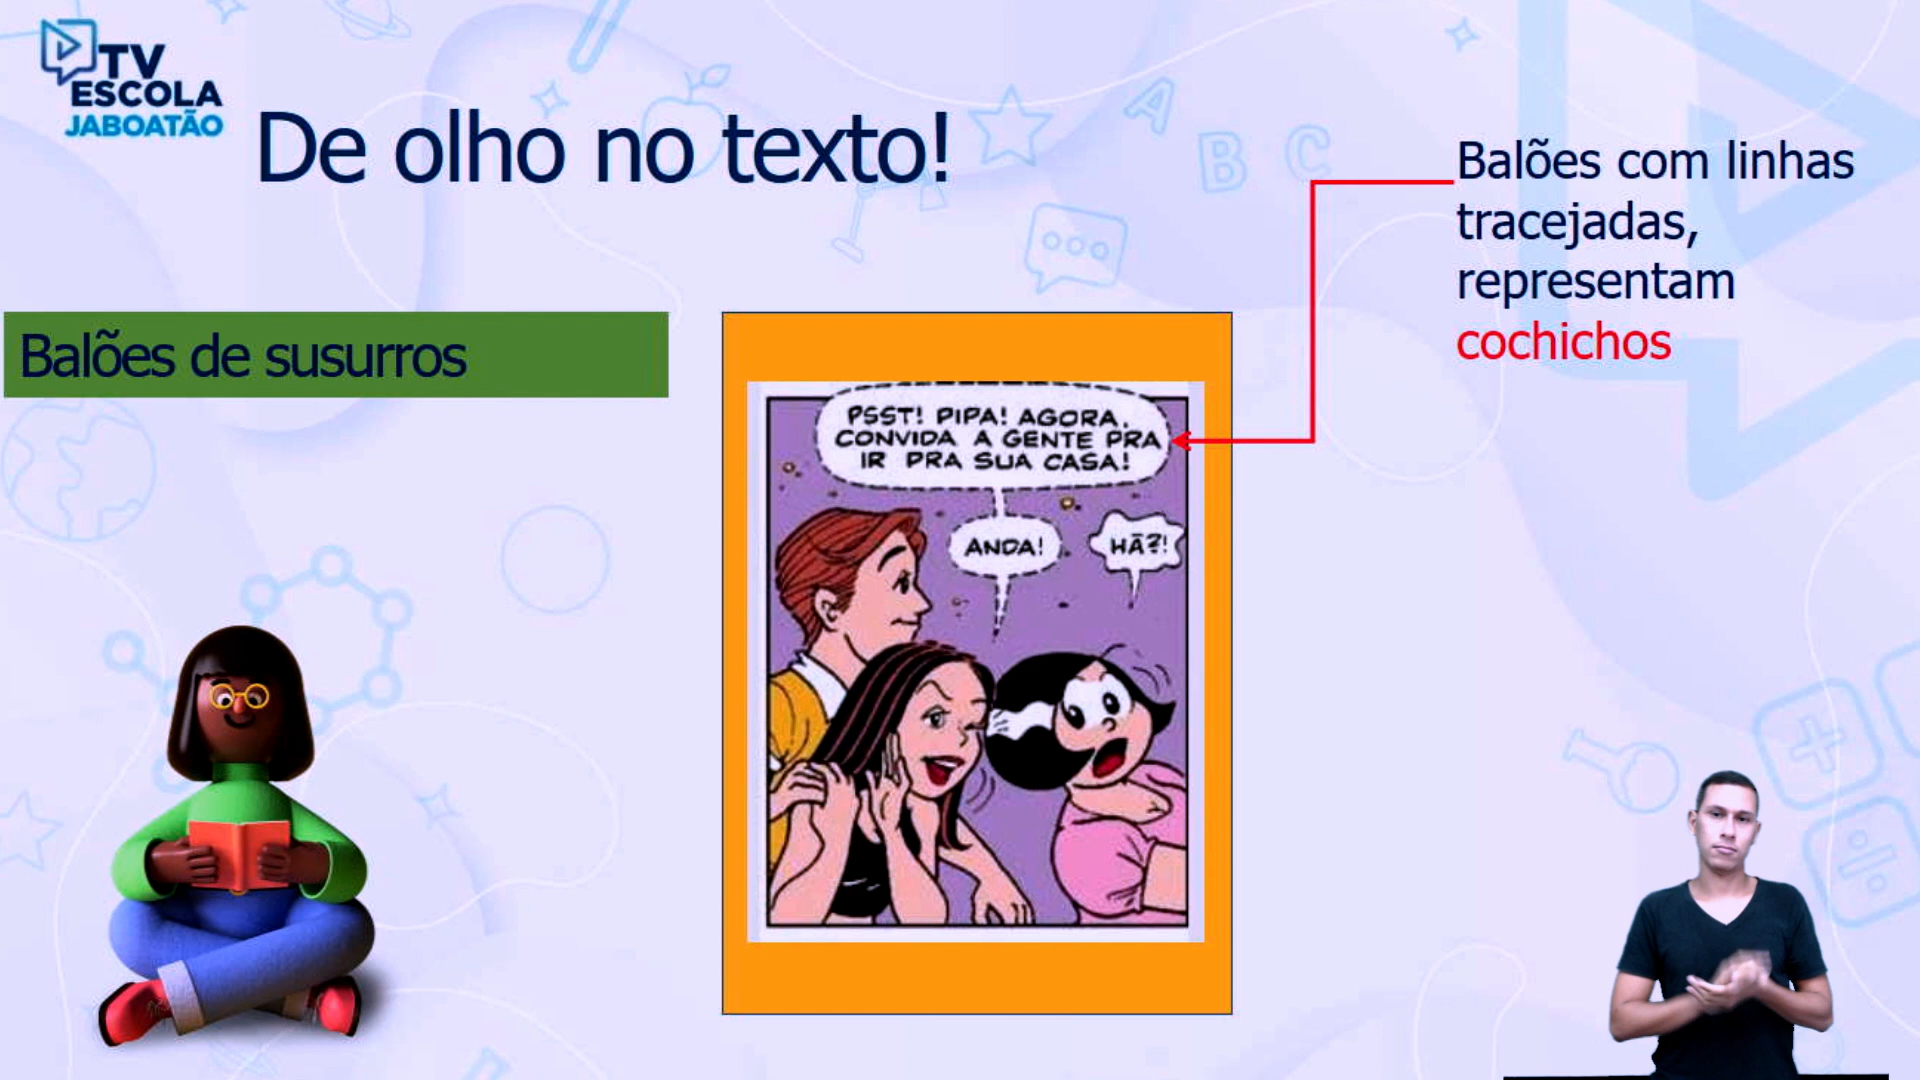 TV
ESCOLA
JABOATÃO
De olho no texto!
Balões com linhas
tracejadas,
representam
cochichos
Balões de susurros
PSST! PIPA! AGORA,
CONVIDA A GENTE PRA
IR PRA SUA CASA!
ANDA!
HÃ?!
A
B
C